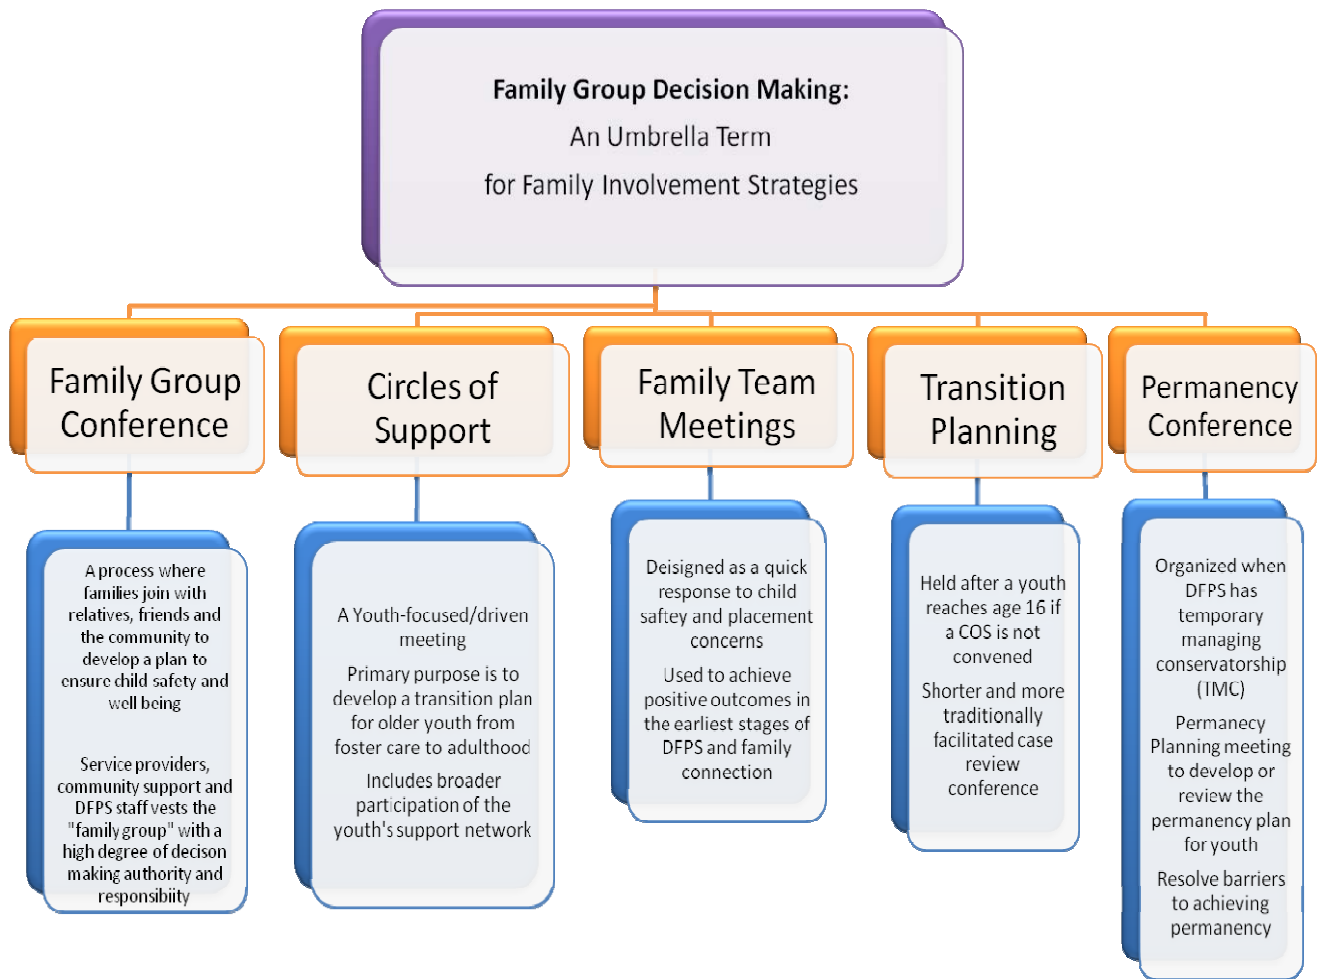 Family Group Decision Making:
An Umbrella Term
for Family Involvement Strategies
Family Group
Conference
Circles of
Support
Family Team
Meetings
Transition
Planning
Permanency
Conference
A process where
families join with
relatives, friends and
the community to
develop a plan to
ensure child safety and
well being
Service providers,
community support and
DFPS staff vests the
"family group" with a
high degree of decison
making authority and
responsibiity
A Youth-focused/driven
meeting
Primary purpose is to
develop a transition plan
for older youth from
foster care to adulthood
Includes broader
participation of the
youth's support network
Deisigned as a quick
response to child
saftey and placement
concerns
Used to achieve
positive outcomes in
the earliest stages of
DFPS and family
connection
Held after a youth
reaches age 16 if
a COS is not
convened
Shorter and more
traditionally
facilitated case
review
conference
Organized when
DFPS has
temporary
managing
conservatorship
(TMC)
Permanecy
Planning meeting
to develop or
review the
permanency plan
for youth
Resolve barriers
to achieving
permanency